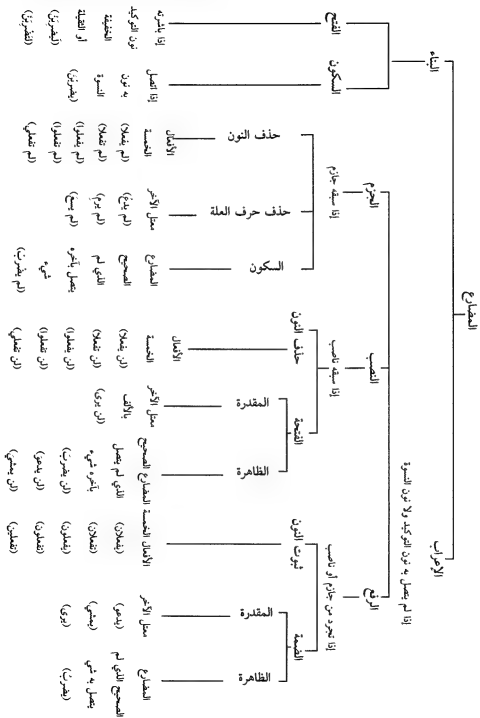 المضارع
الإعراب
إذا لم يتصل به نون التوكيد ولا نون النسوة
الرفع
إذا تجرد من جازم أو ناصب
الضمة
الظاهرة
المضارع
الصحيح الذي لم
يتصل به شي
(يضربُ)
المقدرة
معتل الآخر
(يدعو)
(يمشي)
(يرى)
ثبوت النون
الأفعال الخمسة
(يفعلان)
(تفعلان)
(يفعلون)
(تفعلون)
(تفعلين)
النصب
إذا سبقه ناصب
الفتحة
الظاهرة
المضارع الصحيح
الذي لم يتصل
بآخره شيء
(لن يضربَ)
(لن يدعوَ)
(لن يمشيَ)
المقدرة
معتل الآخر
بالألف
(لن يرى)
حذف النون
الأفعال
الخمسة
(لن يفعلا)
(لن تفعلا)
(لن يفعلوا)
(لن تفعلوا)
(لن تفعلي)
الجزم
إذا سبقه جازم
السكون
المضارع
الصحيح
الذي لم
يتصل بآخره
شيء
(لم يضربْ)
حذف حرف العلة
معتل الآخر
(لم يدعُ)
(لم يرمِ)
(لم يسعَ)
حذف النون
الأفعال
الخمسة
(لم يفعلا)
(لم تفعلا)
(لم يفعلوا)
(لم تفعلوا)
(لم تفعلي)
البناء
السكون
إذا اتصل
به نون
النسوة
(يضربْن)
الفتح
إذا باشرته
نون التوكيد
الخفيفة
أو الثقيلة
(ليضربَنْ)
(لتضربَنّ)